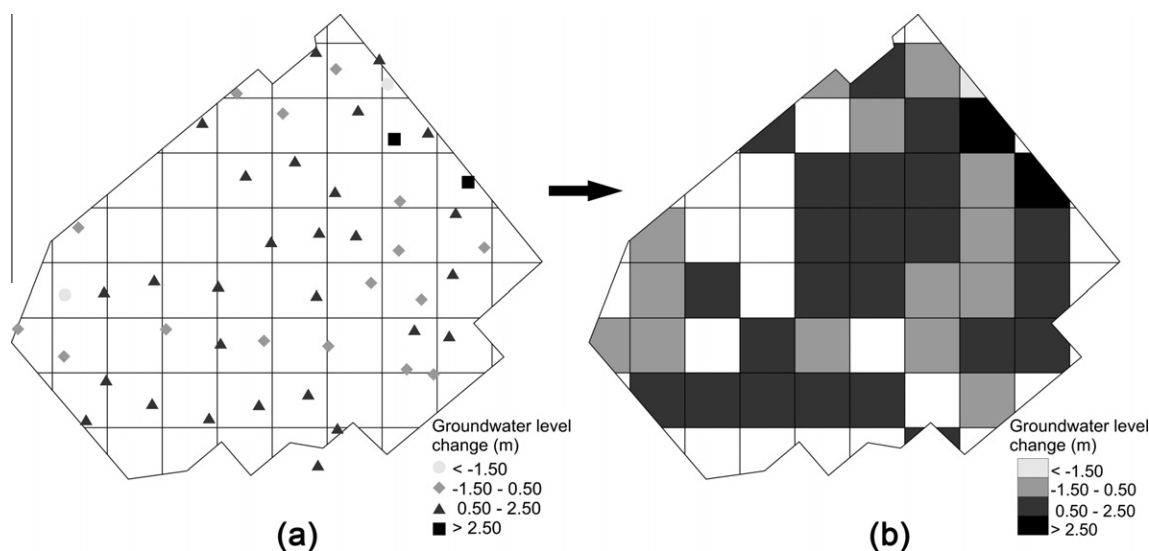 Groundwater level
change (m)
< -1.50
-1.50 - 0.50
0.50 - 2.50
> 2.50
(a)
Groundwater level
change (m)
< -1.50
-1.50 - 0.50
0.50 - 2.50
> 2.50
(b)